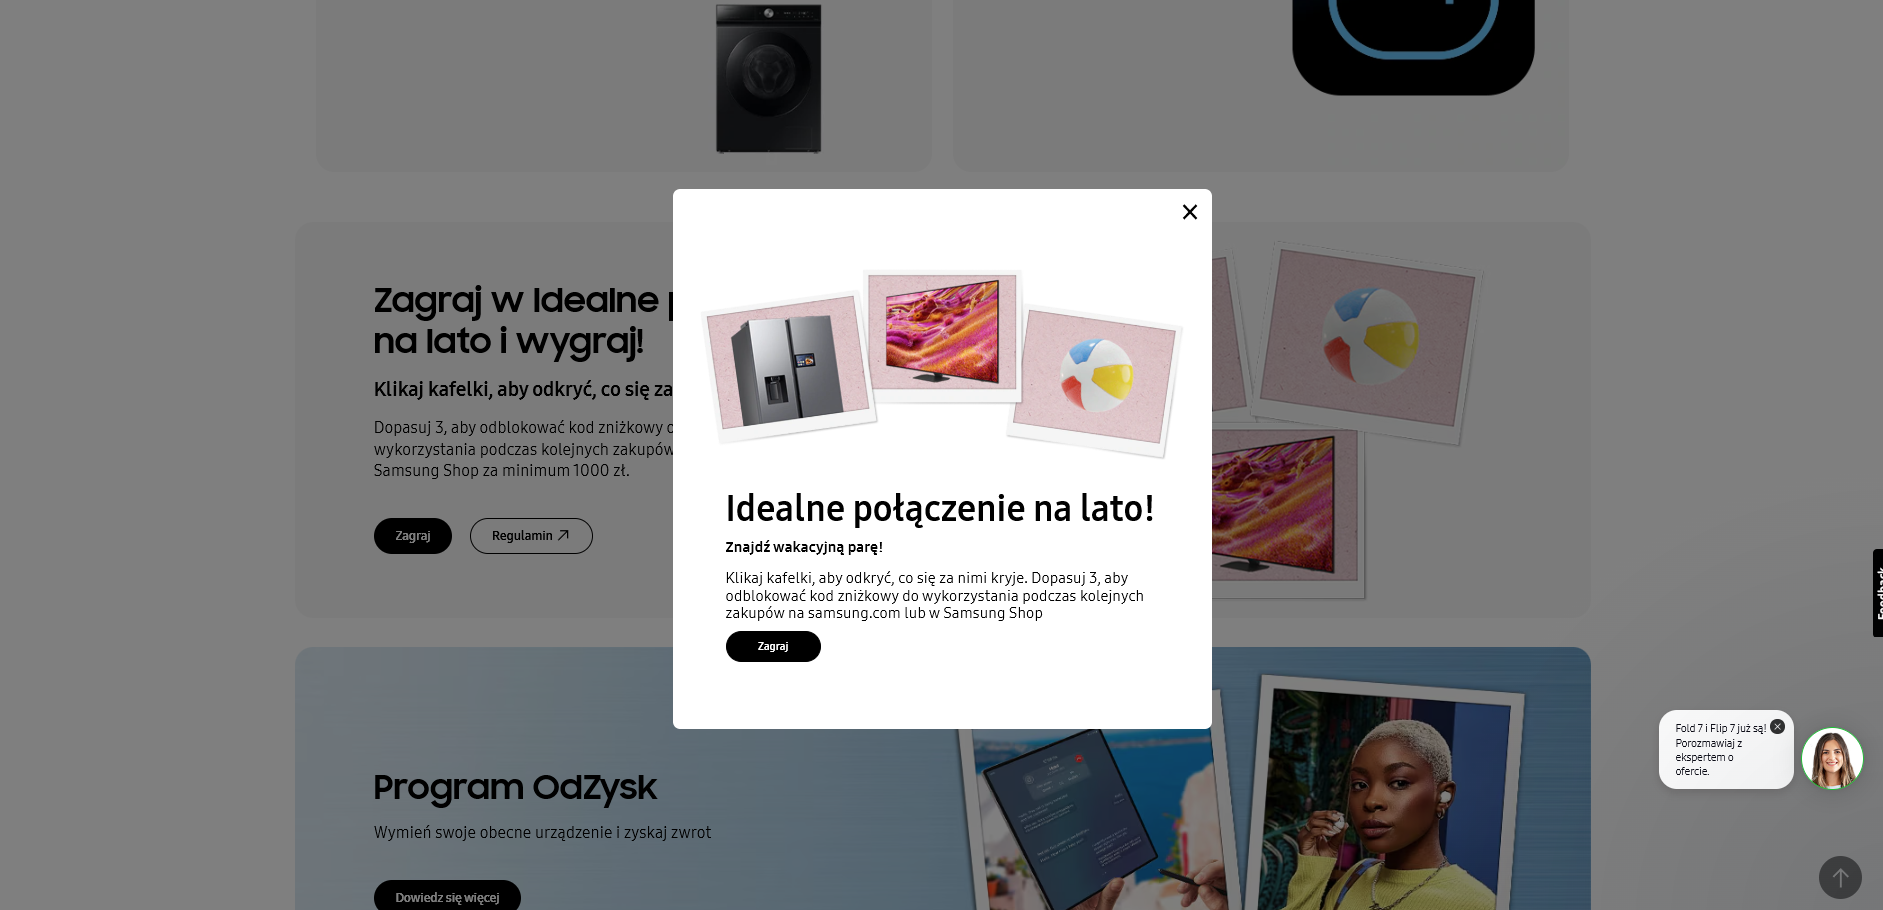 Zagraj w Idealne
na lato i wygraj!
Klikaj kafelki, aby odkryć, co się za
Dopasuj 3, aby odblokować kod zniżkowy
wykorzystania podczas kolejnych zakupów
Samsung Shop za minimum 1000 zł.
Zagraj
Regulamin
Idealne połączenie na lato!
Znajdź wakacyjną parę!
Klikaj kafelki, aby odkryć, co się za nimi kryje. Dopasuj 3, aby
odblokować kod zniżkowy do wykorzystania podczas kolejnych
zakupów na samsung.com lub w Samsung Shop
Zagraj
Feedback
Fold 7 i Flip 7 już są!
Porozmawiaj z
ekspertem o
ofercie.
Program OdZysk
Wymień swoje obecne urządzenie i zyskaj zwrot
Dowiedz się więcej